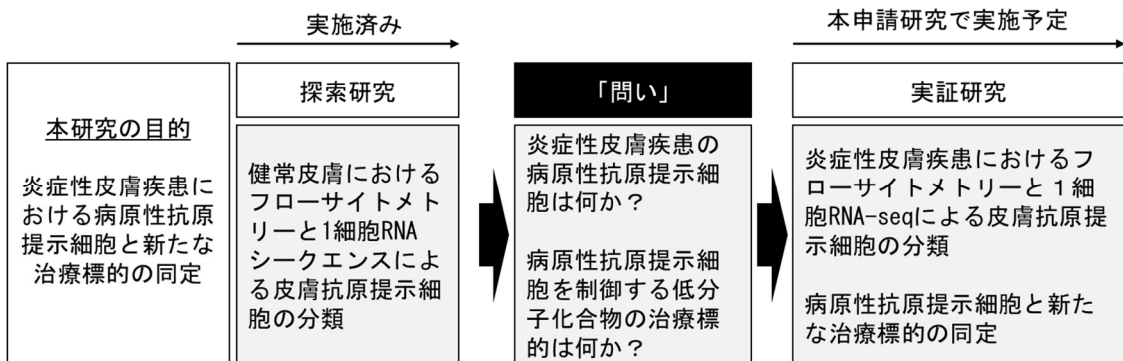 実施済み
本申請研究で実施予定
本研究の目的
炎症性皮膚疾患に
おける病原性抗原
提示細胞と新たな
治療標的の同定
探索研究
健常皮膚における
フローサイトメト
リーと1細胞RNA
シークエンスによ
る皮膚抗原提示細
胞の分類
「問い」
炎症性皮膚疾患の
病原性抗原提示細
胞は何か？
病原性抗原提示細
胞を制御する低分
子化合物の治療標
的は何か？
実証研究
炎症性皮膚疾患におけるフ
ローサイトメトリーと１細
胞RNA-seqによる皮膚抗原提
示細胞の分類
病原性抗原提示細胞と新た
な治療標的の同定